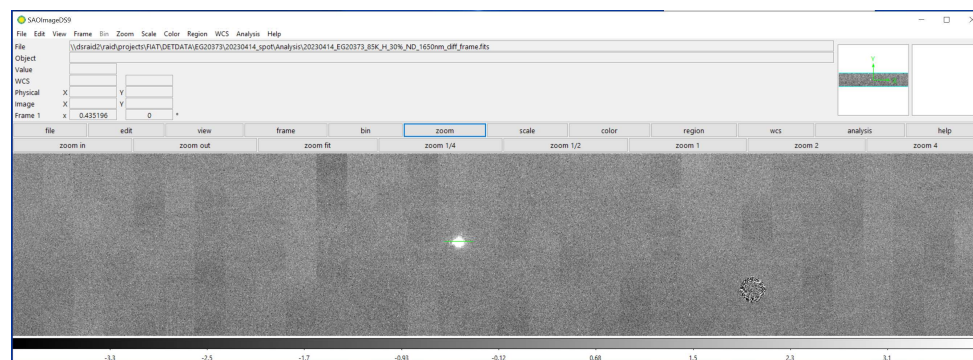 SAOImageDS9
File Edit View Frame Bin Zoom Scale Color Region WCS Analysis Help
File \\dsraid2\raid\projects\FIAT\DETDATA\EG20373\20230414_spot\Analysis\20230414_EG20373_85K_H_30%_ND_1650nm_diff_frame.fits
Object
Value
WCS
Physical X Y
Image X Y
Frame 1 x 0.435196 0 °
Y
file edit view frame bin zoom scale color region wcs analysis help
zoom in zoom out zoom fit zoom 1/4 zoom 1/2 zoom 1 zoom 2 zoom 4
-3.3 -2.5 -1.7 -0.93 -0.12 0.68 1.5 2.3 3.1